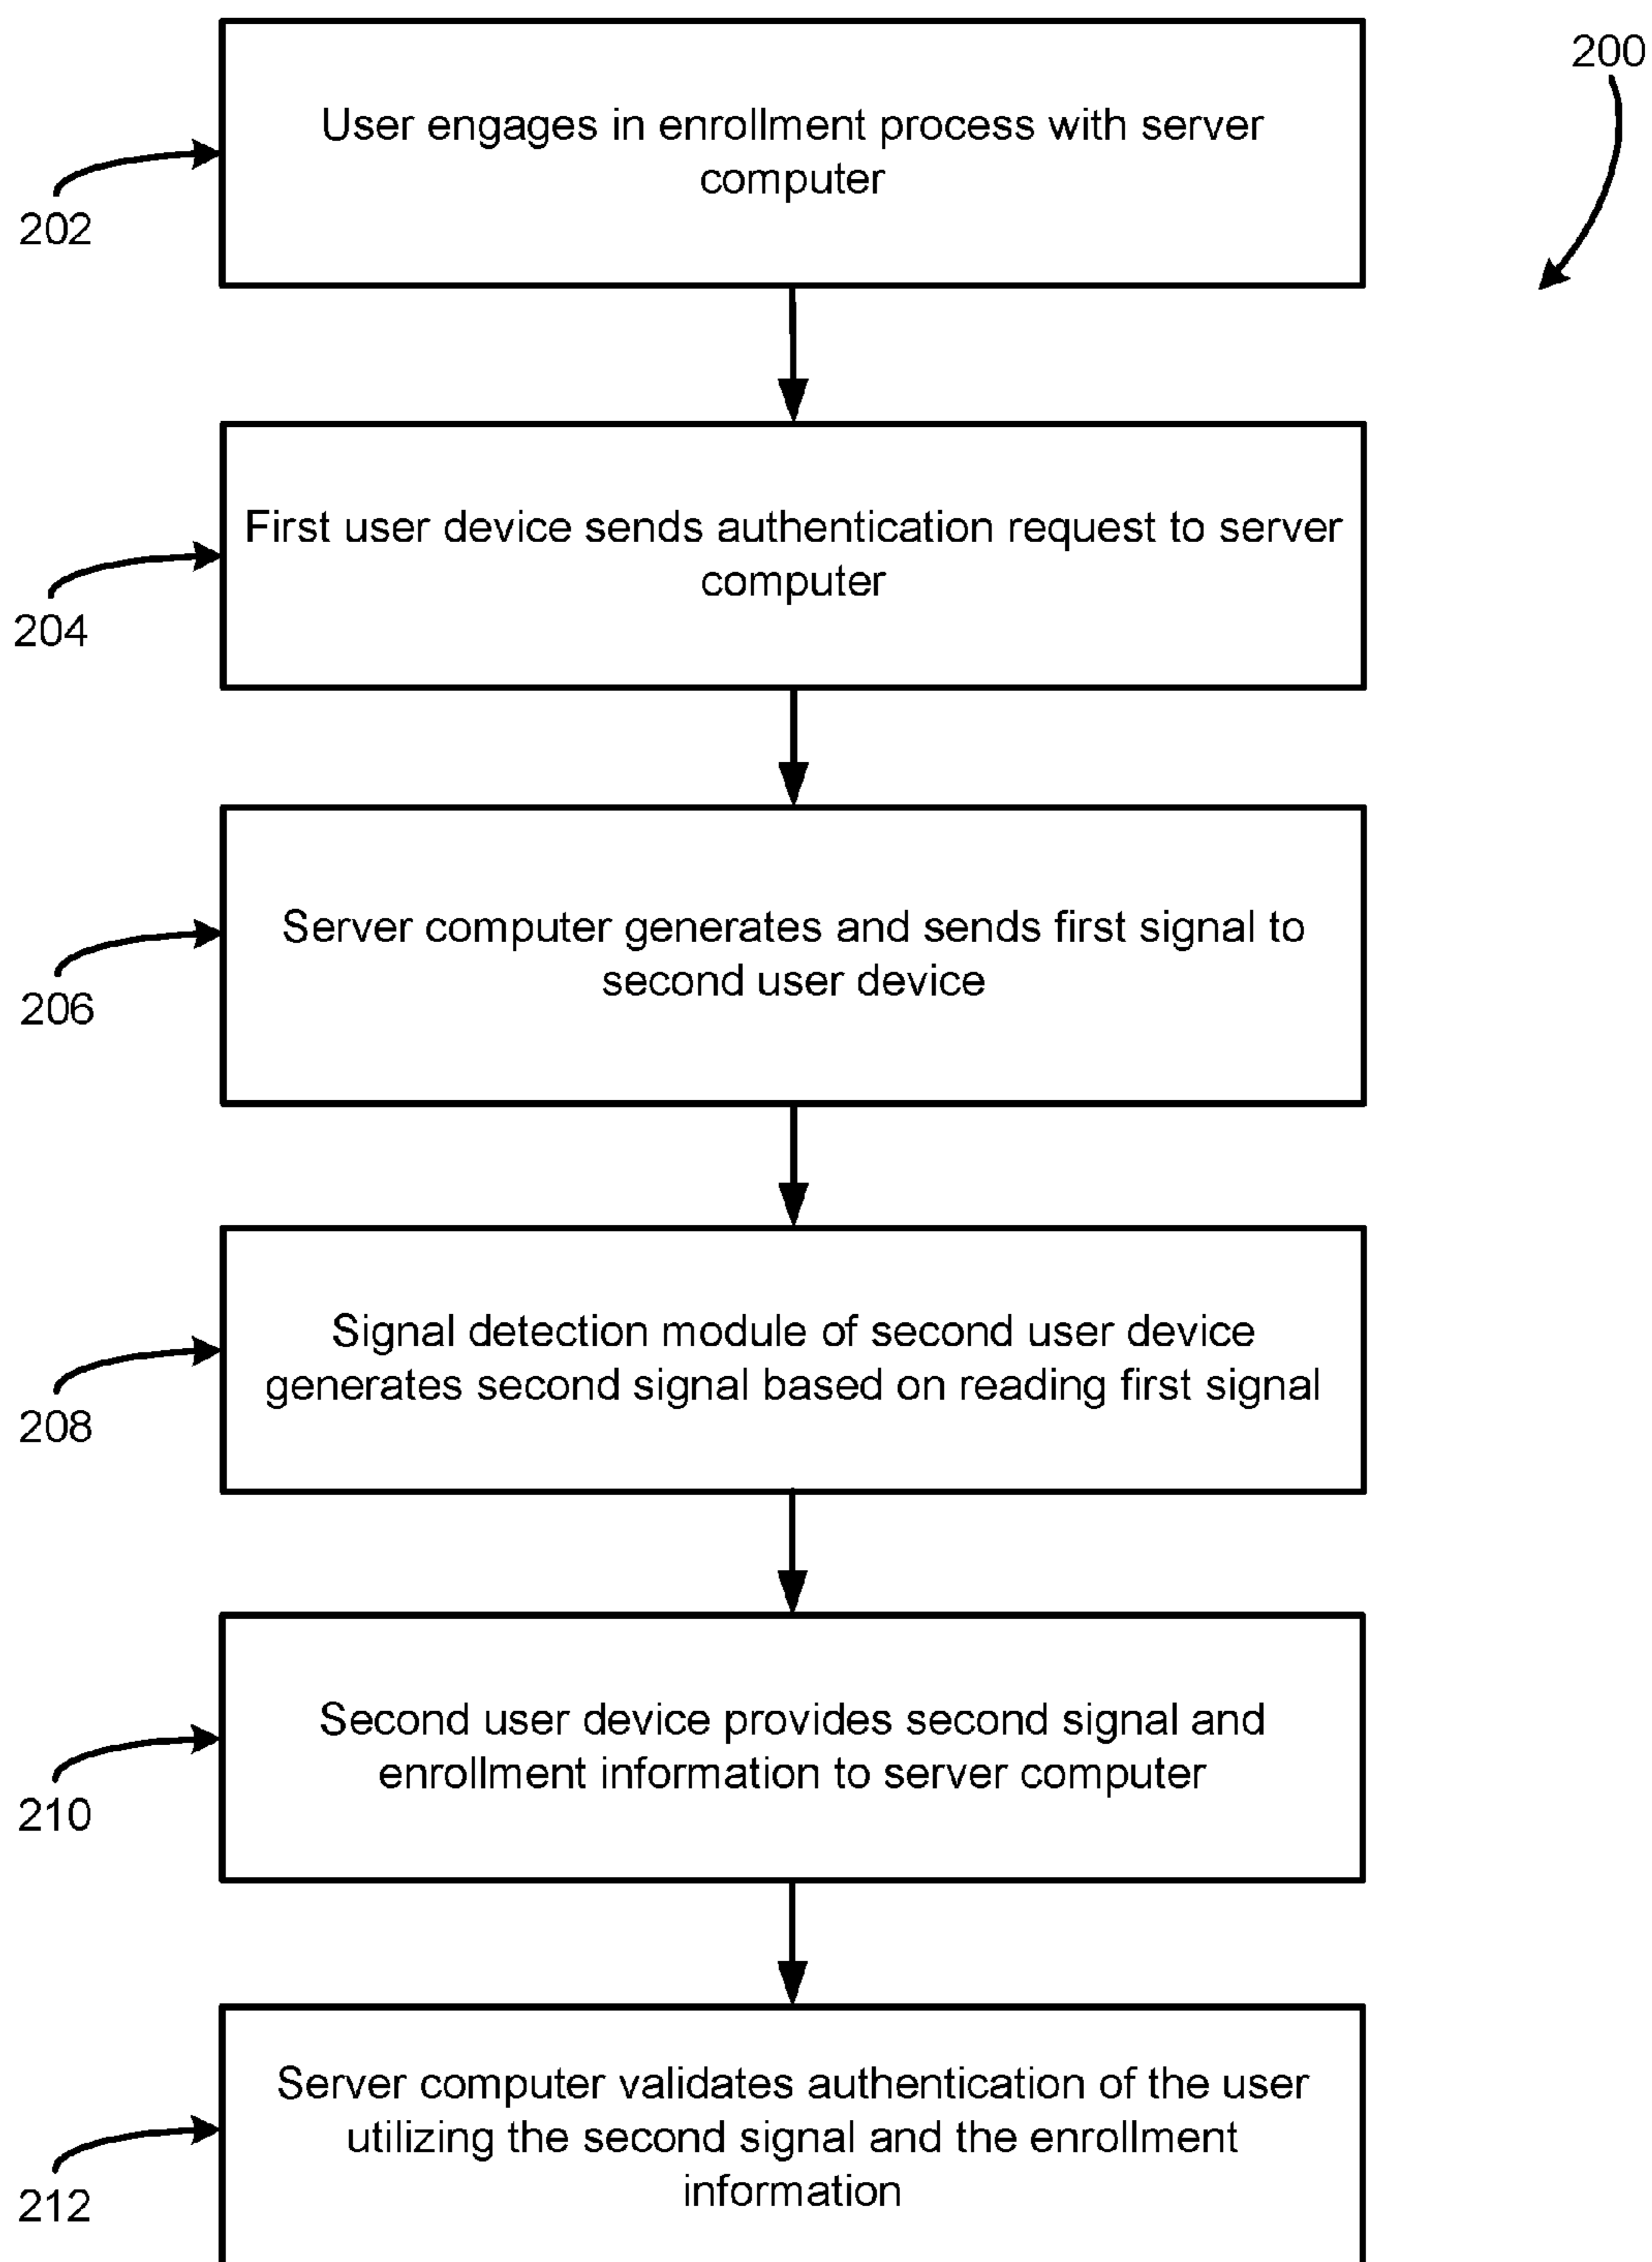 200
User engages in enrollment process with server
computer
202
First user device sends authentication request to server
computer
204
Server computer generates and sends first signal to
second user device
206
Signal detection module of second user device
generates second signal based on reading first signal
208
Second user device provides second signal and
enrollment information to server computer
210
Server computer validates authentication of the user
utilizing the second signal and the enrollment
information
212